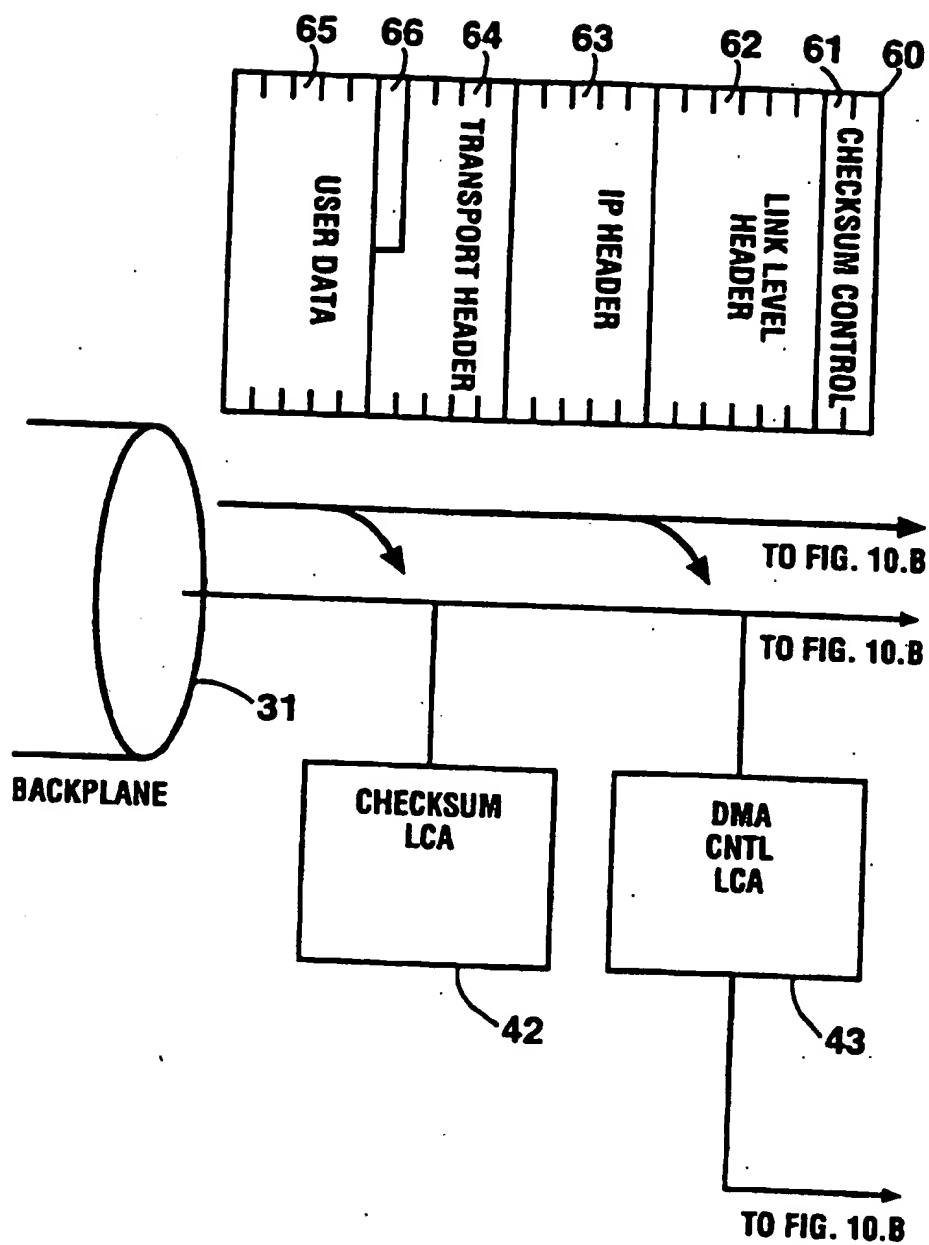 65 66 64 63 62 61 60
USER DATA
TRANSPORT HEADER
IP HEADER
LINK LEVEL
HEADER
CHECKSUM CONTROL
TO FIG. 10.B
TO FIG. 10.B
31
BACKPLANE
CHECKSUM
LCA
DMA
CNTL
LCA
42
43
TO FIG. 10.B